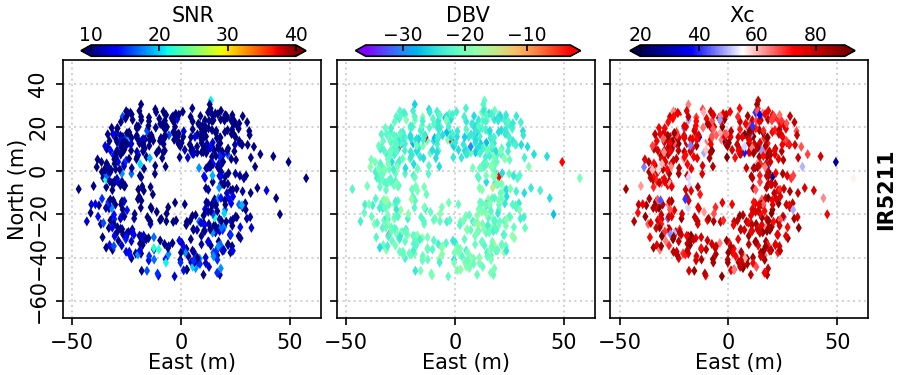 SNR DBV Xc
10 20 30 40 −30 −20 −10 20 40 60 80
North (m)
40
20
0
−20
−40
−60
−50 0 50 −50 0 50 −50 0 50
East (m) East (m) East (m)
IR5211